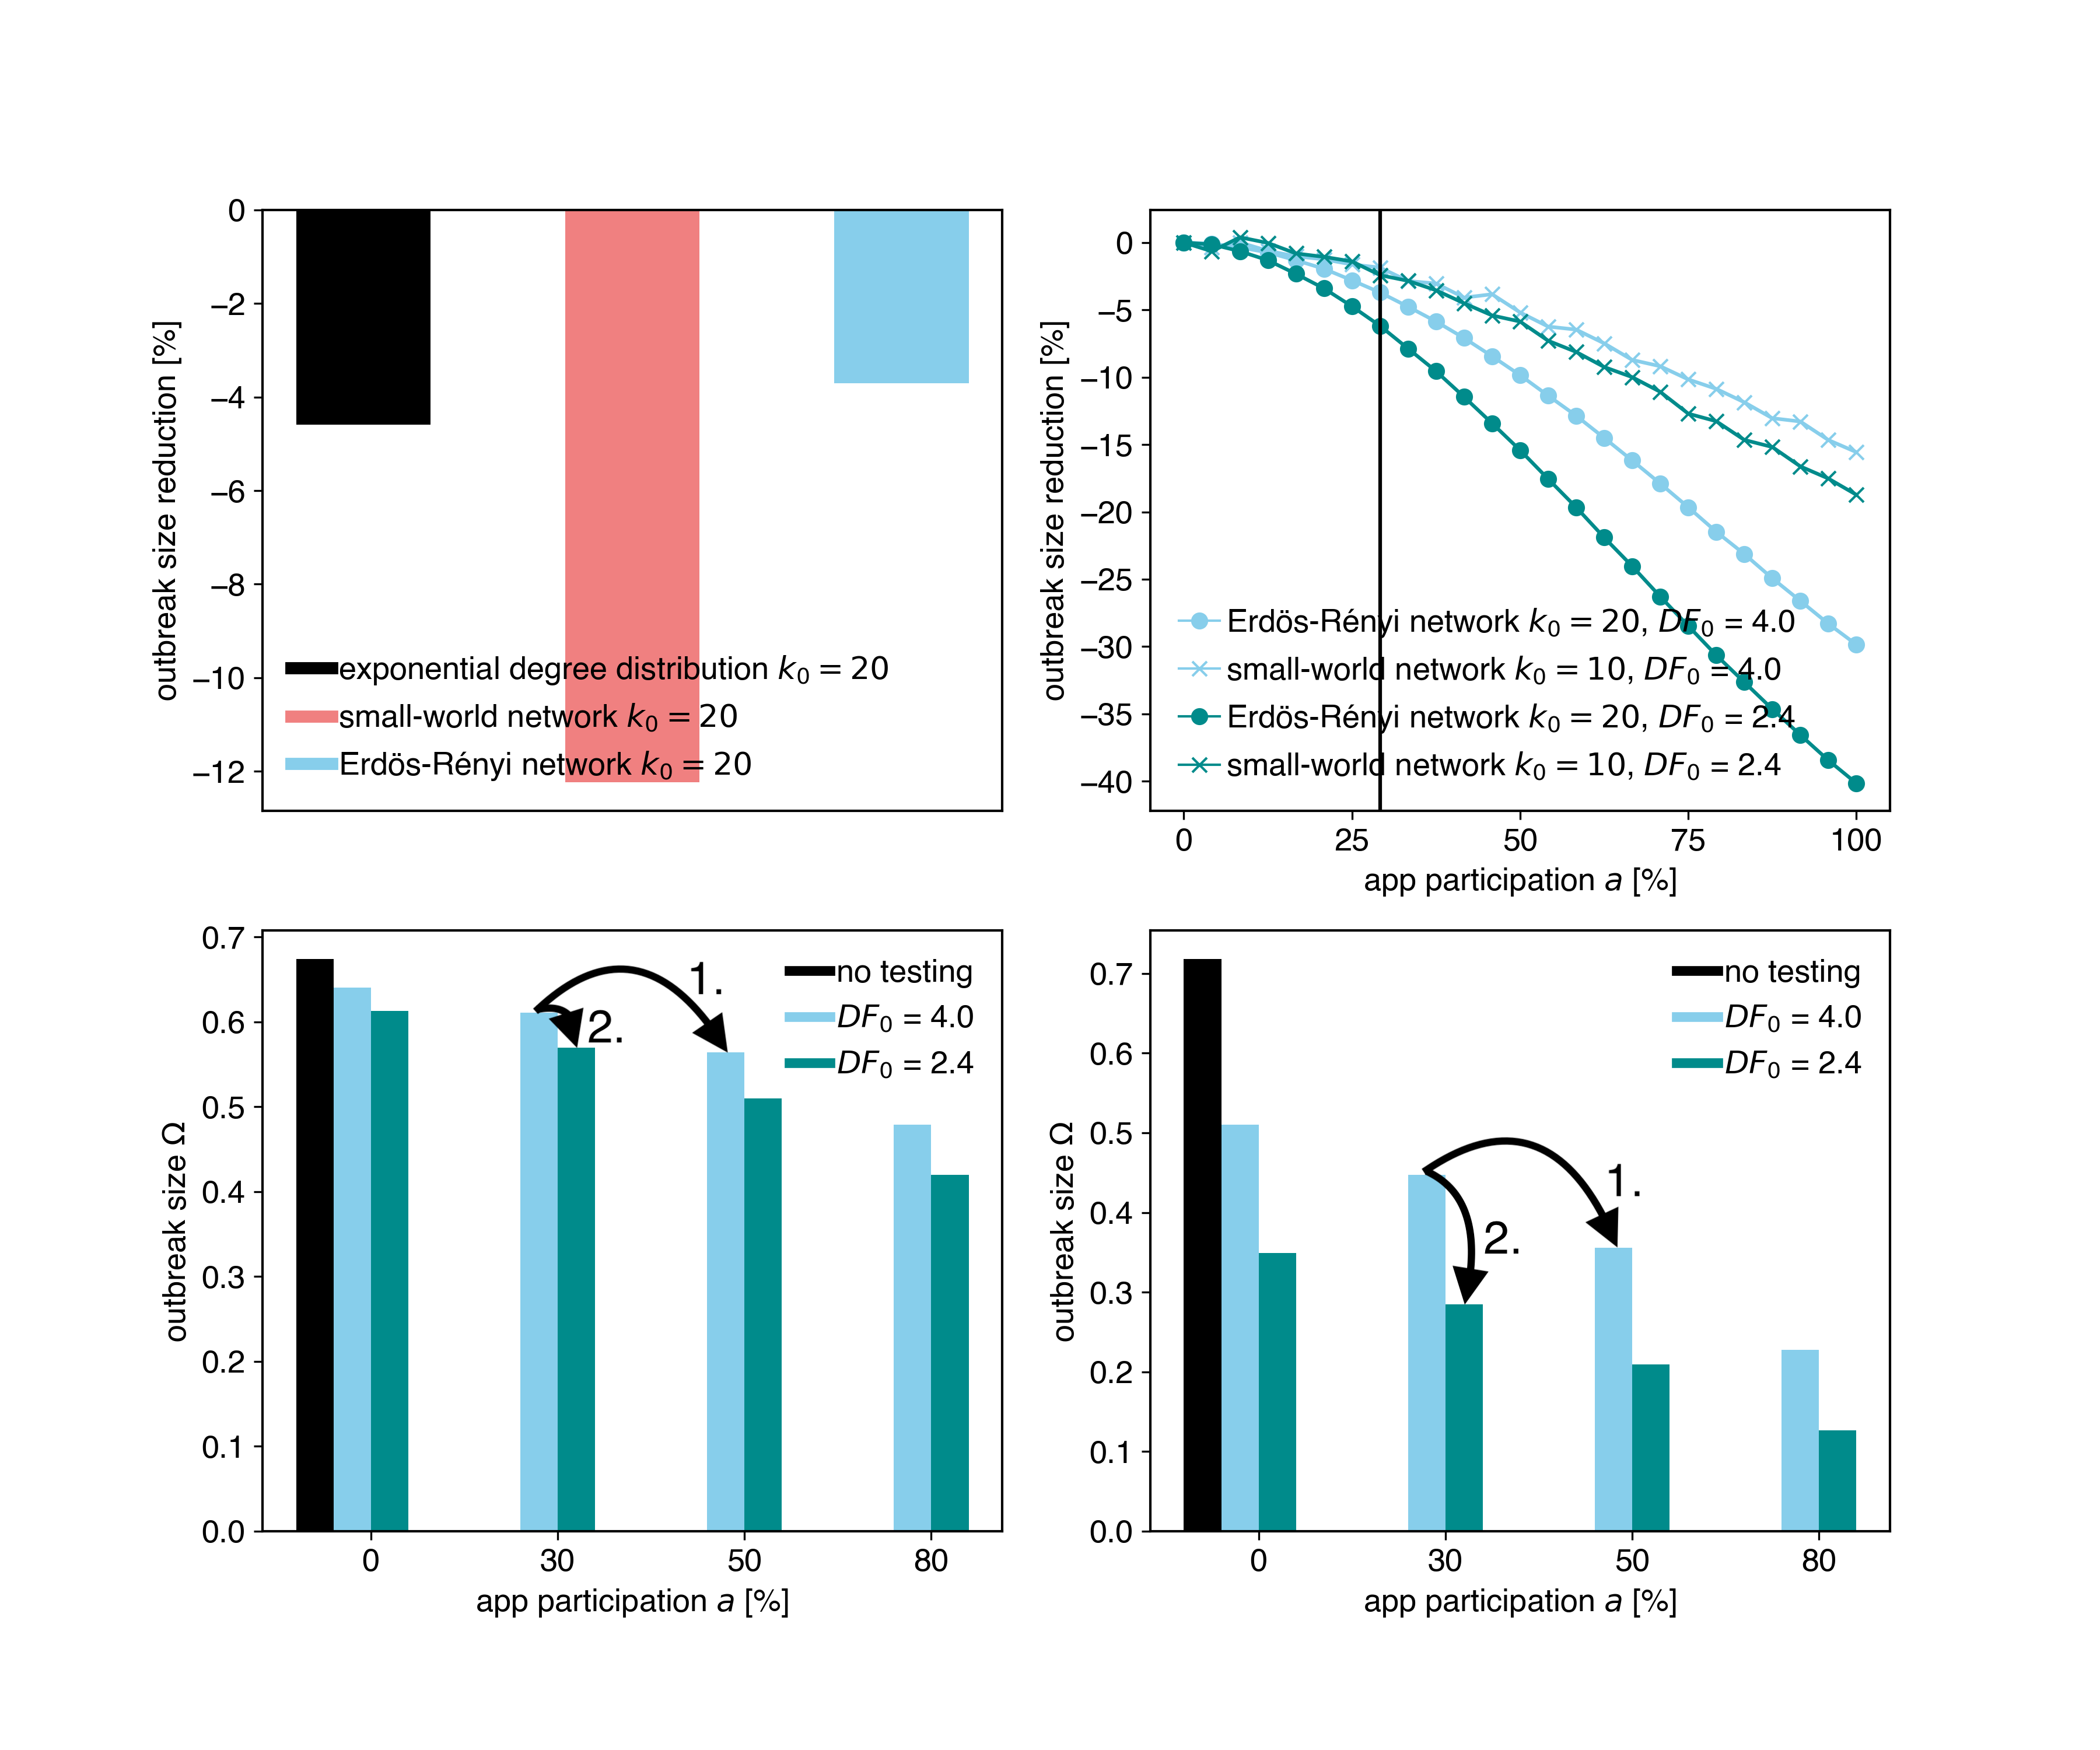 0
−2
−4
−6
−8
−10
−12
outbreak size reduction [%]
exponential degree distribution k₀ = 20
small-world network k₀ = 20
Erdös-Rényi network k₀ = 20
0
−5
−10
−15
−20
−25
−30
−35
−40
outbreak size reduction [%]
Erdös-Rényi network k₀ = 20, DF₀ = 4.0
small-world network k₀ = 10, DF₀ = 4.0
Erdös-Rényi network k₀ = 20, DF₀ = 2.4
small-world network k₀ = 10, DF₀ = 2.4
0 25 50 75 100
app participation a [%]
0.7
0.6
0.5
0.4
0.3
0.2
0.1
0.0
outbreak size Ω
1.
2.
no testing
DF₀ = 4.0
DF₀ = 2.4
0 30 50 80
app participation a [%]
0.7
0.6
0.5
0.4
0.3
0.2
0.1
0.0
outbreak size Ω
1.
2.
no testing
DF₀ = 4.0
DF₀ = 2.4
0 30 50 80
app participation a [%]